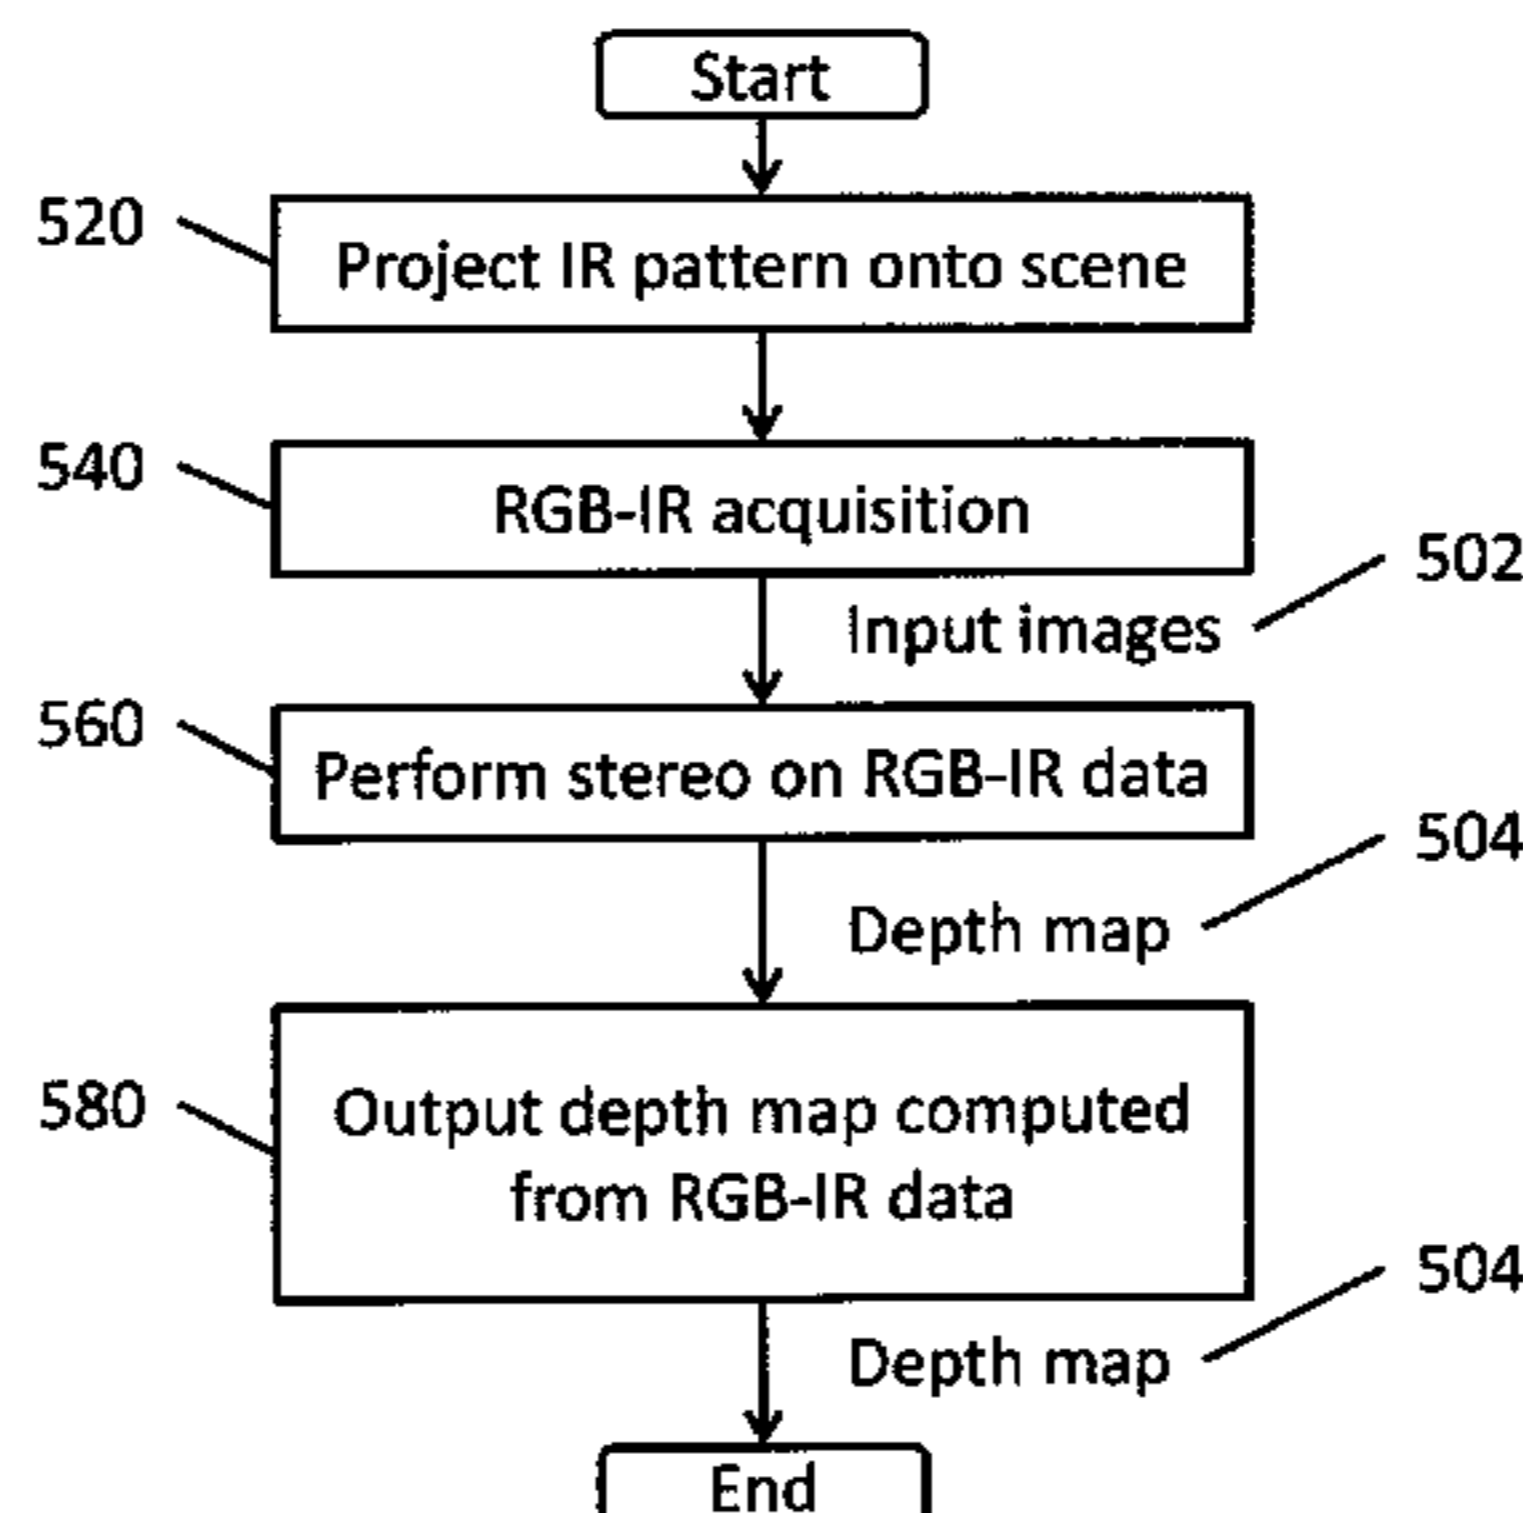 Start
520
Project IR pattern onto scene
540
RGB-IR acquisition
502
Input images
560
Perform stereo on RGB-IR data
504
Depth map
580
Output depth map computed
from RGB-IR data
504
Depth map
End